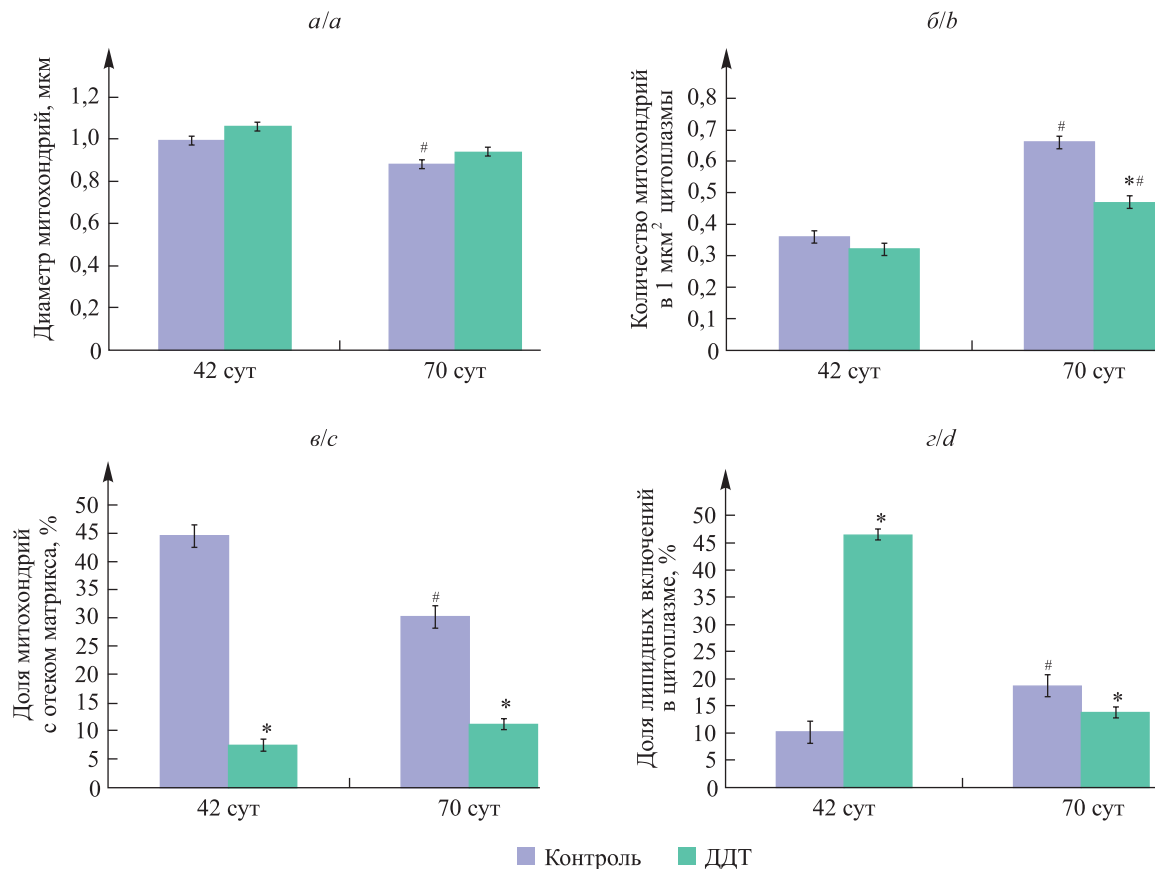 а/a
Диаметр митохондрий, мкм
1,2
1,0
0,8
0,6
0,4
0,2
0
#
42 сут
70 сут
б/b
Количество митохондрий
в 1 мкм² цитоплазмы
0,8
0,7
0,6
0,5
0,4
0,3
0,2
0,1
0
#
*#
42 сут
70 сут
в/c
Доля митохондрий
с отеком матрикса, %
50
45
40
35
30
25
20
15
10
5
0
*
#
*
42 сут
70 сут
г/d
Доля липидных включений
в цитоплазме, %
50
45
40
35
30
25
20
15
10
5
0
*
#
*
42 сут
70 сут
Контроль
ДДТ